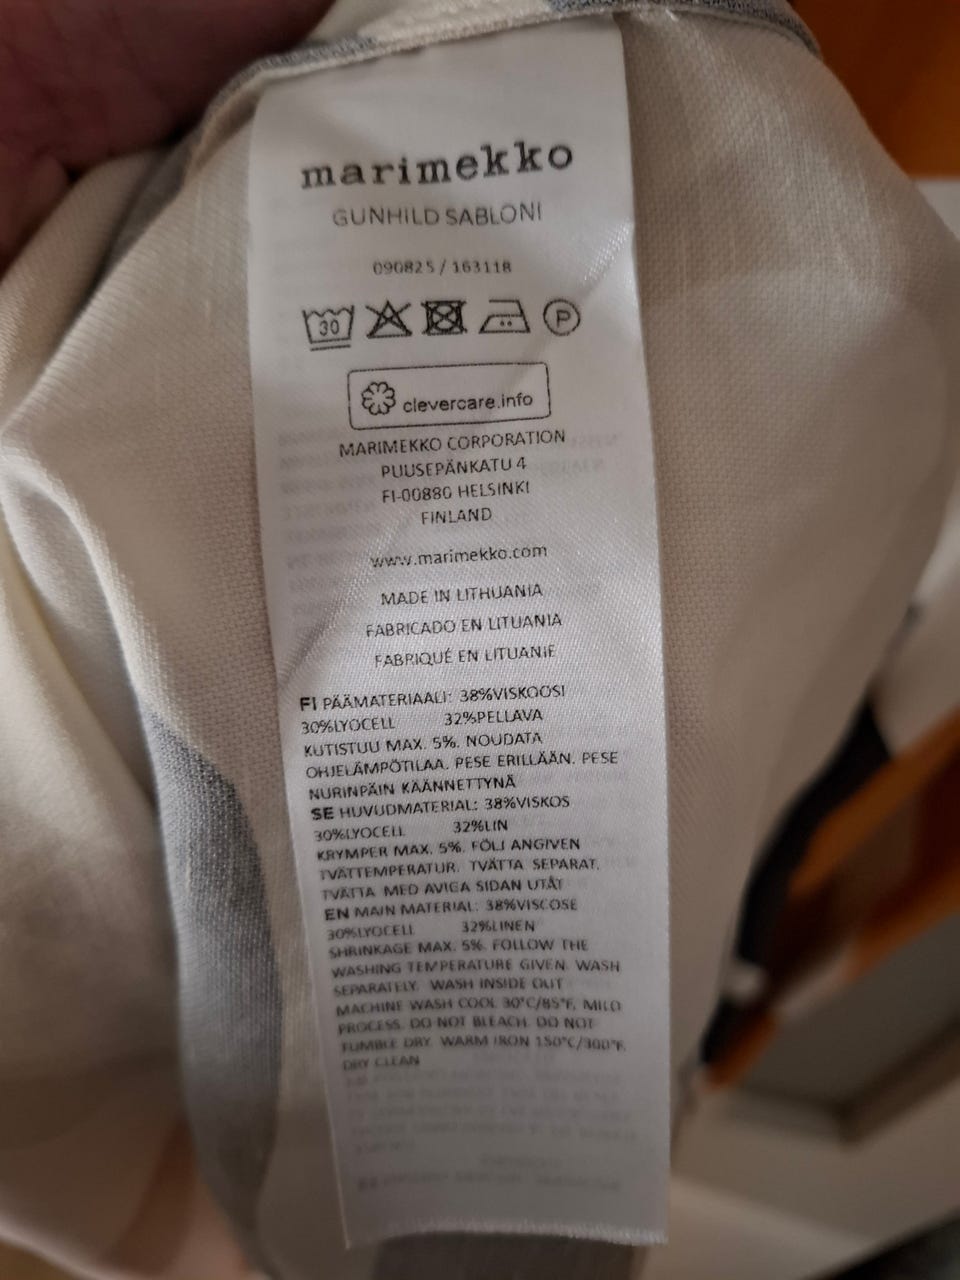 marimekko
GUNHILD SABLONI
090825 / 163118
30
P
clevercare.info
MARIMEKKO CORPORATION
PUUSEPÄNKATU 4
FI-00880 HELSINKI
FINLAND
www.marimekko.com
MADE IN LITHUANIA
FABRICADO EN LITUANIA
FABRIQUÉ EN LITUANIE
FI PÄÄMATERIAALI: 38%VISKOOSI
30%LYOCELL 32%PELLAVA
KUTISTUU MAX. 5%. NOUDATA
OHJELÄMPÖTILAA. PESE ERILLÄÄN. PESE
NURINPÄIN KÄÄNNETTYNÄ
SE HUVUDMATERIAL: 38%VISKOS
30%LYOCELL 32%LIN
KRYMPER MAX. 5%. FÖLJ ANGIVEN
TVÄTTEMPERATUR. TVÄTTA SEPARAT.
TVÄTTA MED AVIGA SIDAN UTÅT
EN MAIN MATERIAL: 38%VISCOSE
30%LYOCELL 32%LINEN
SHRINKAGE MAX. 5%. FOLLOW THE
WASHING TEMPERATURE GIVEN. WASH
SEPARATELY. WASH INSIDE OUT
MACHINE WASH COOL 30°C/85°F, MILD
PROCESS. DO NOT BLEACH. DO NOT
TUMBLE DRY. WARM IRON 150°C/300°F.
DRY CLEAN